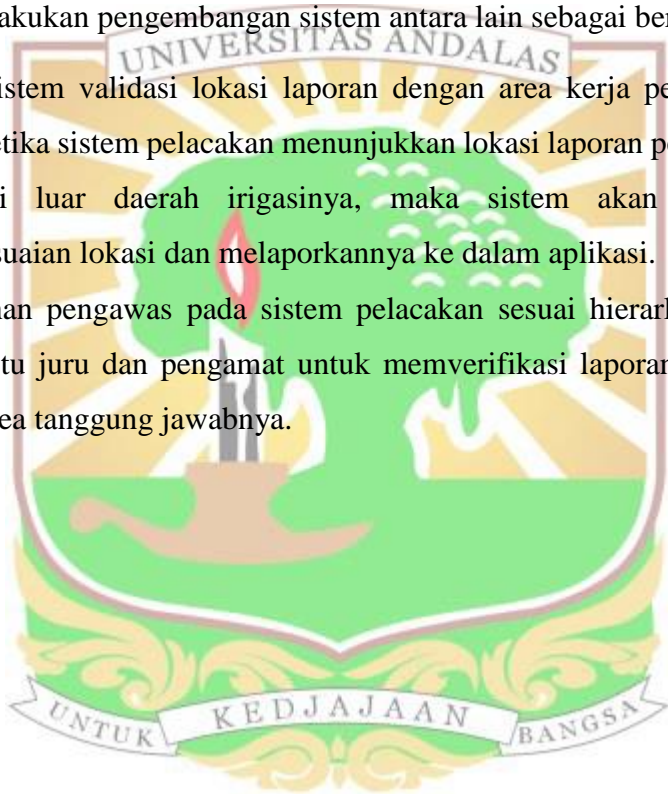 akukan pengembangan sistem antara lain sebagai ber
UNIVERSITAS ANDALAS
istem validasi lokasi laporan dengan area kerja pe
etika sistem pelacakan menunjukkan lokasi laporan pe
i luar daerah irigasinya, maka sistem akan
suaian lokasi dan melaporkannya ke dalam aplikasi.
nan pengawas pada sistem pelacakan sesuai hierark
tu juru dan pengamat untuk memverifikasi laporan
ea tanggung jawabnya.
UNTUK KEDJAJAAN BANGSA